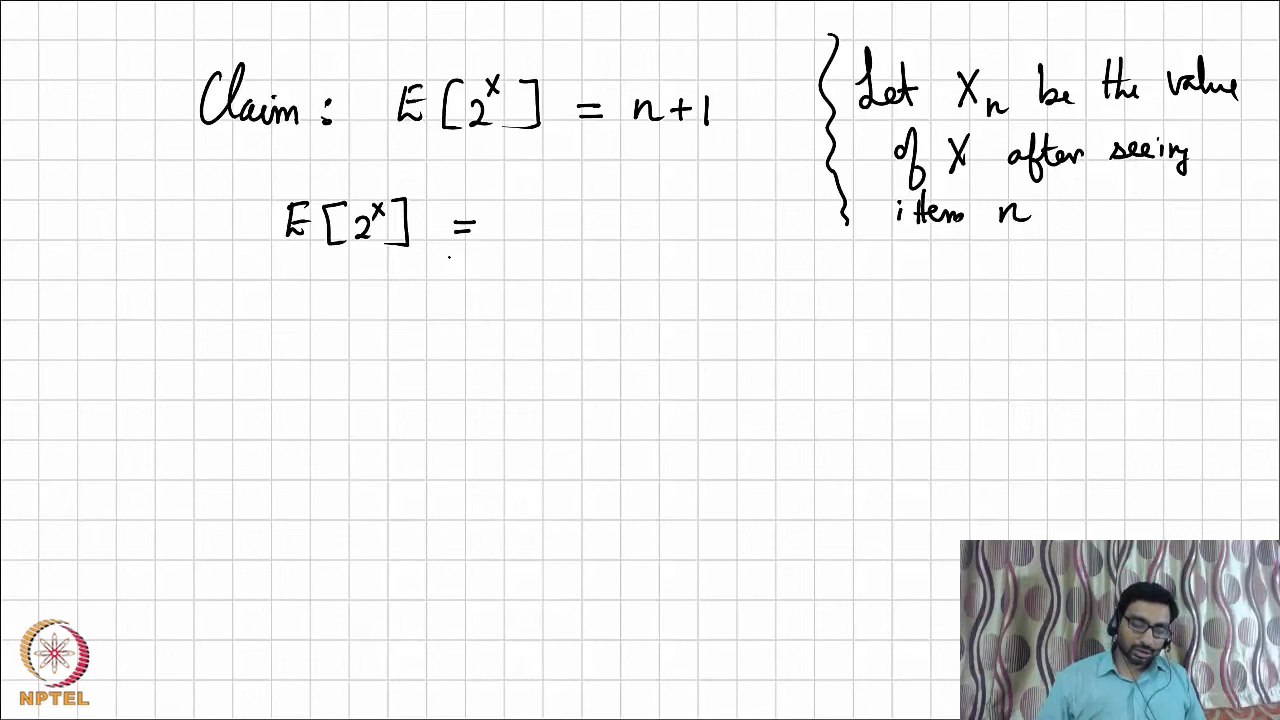 Claim : E[2^X] = n+1
E[2^X] =
Let X_n be the value
of X after seeing
item n
NPTEL